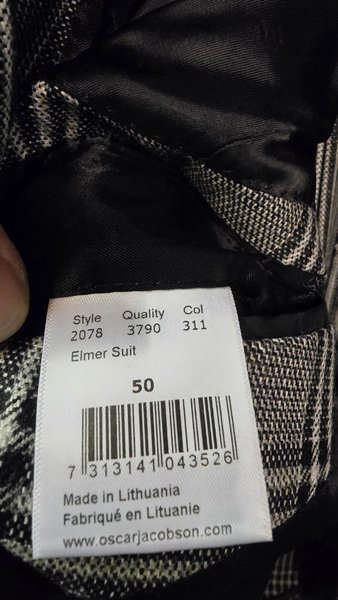 Style Quality Col
2078 3790 311
Elmer Suit
50
7 313141 043526
Made in Lithuania
Fabriqué en Lituanie
www.oscarjacobson.com